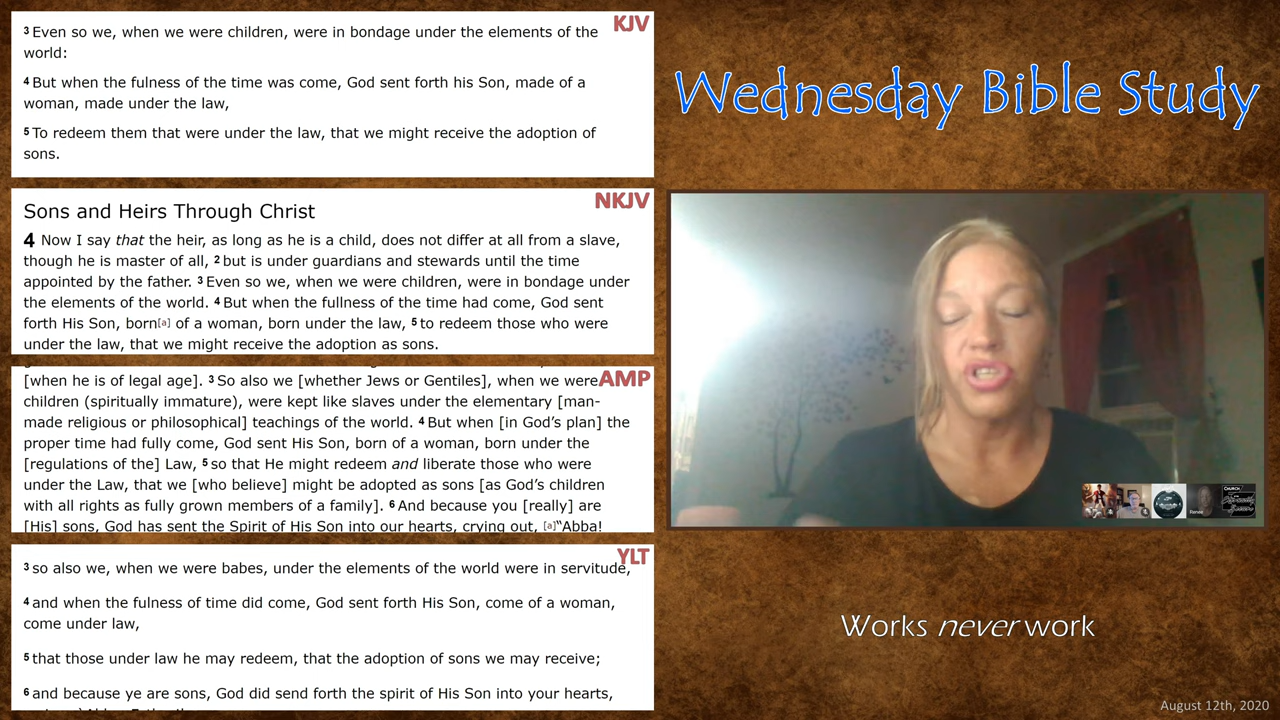 KJV
3 Even so we, when we were children, were in bondage under the elements of the
world:
4 But when the fulness of the time was come, God sent forth his Son, made of a
woman, made under the law,
5 To redeem them that were under the law, that we might receive the adoption of
sons.
NKJV
Sons and Heirs Through Christ
4 Now I say that the heir, as long as he is a child, does not differ at all from a slave,
though he is master of all, 2 but is under guardians and stewards until the time
appointed by the father. 3 Even so we, when we were children, were in bondage under
the elements of the world. 4 But when the fullness of the time had come, God sent
forth His Son, born[a] of a woman, born under the law, 5 to redeem those who were
under the law, that we might receive the adoption as sons.
AMP
[when he is of legal age]. 3 So also we [whether Jews or Gentiles], when we were
children (spiritually immature), were kept like slaves under the elementary [man-
made religious or philosophical] teachings of the world. 4 But when [in God's plan] the
proper time had fully come, God sent His Son, born of a woman, born under the
[regulations of the] Law, 5 so that He might redeem and liberate those who were
under the Law, that we [who believe] might be adopted as sons [as God's children
with all rights as fully grown members of a family]. 6 And because you [really] are
[His] sons, God has sent the Spirit of His Son into our hearts, crying out, [a]"Abba!
YLT
3 so also we, when we were babes, under the elements of the world were in servitude,
4 and when the fulness of time did come, God sent forth His Son, come of a woman,
come under law,
5 that those under law he may redeem, that the adoption of sons we may receive;
6 and because ye are sons, God did send forth the spirit of His Son into your hearts,
Wednesday Bible Study
Renee
CHURCH
Works never work
August 12th, 2020